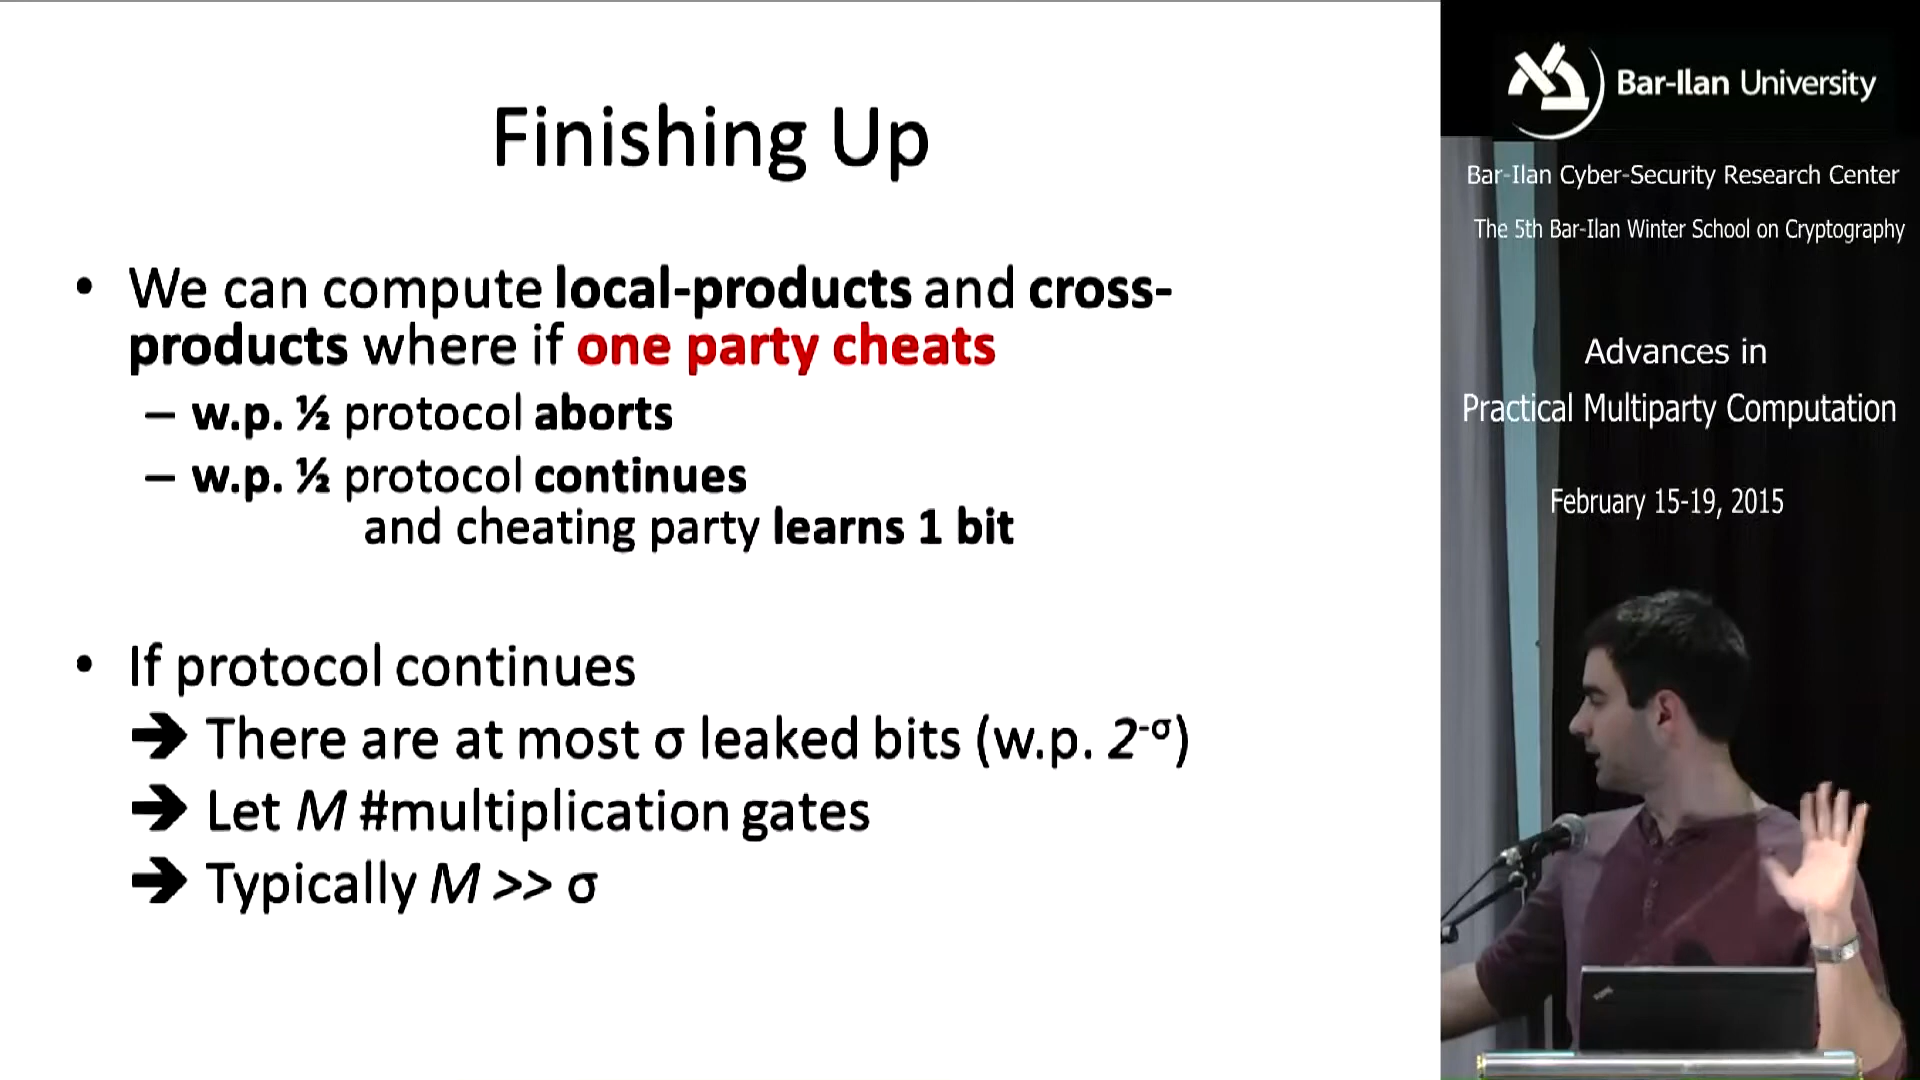 Finishing Up
• We can compute local-products and cross-
products where if one party cheats
– w.p. ½ protocol aborts
– w.p. ½ protocol continues
and cheating party learns 1 bit
• If protocol continues
➔ There are at most σ leaked bits (w.p. 2^-σ)
➔ Let M #multiplication gates
➔ Typically M >> σ
Bar-Ilan University
Bar-Ilan Cyber-Security Research Center
The 5th Bar-Ilan Winter School on Cryptography
Advances in
Practical Multiparty Computation
February 15-19, 2015